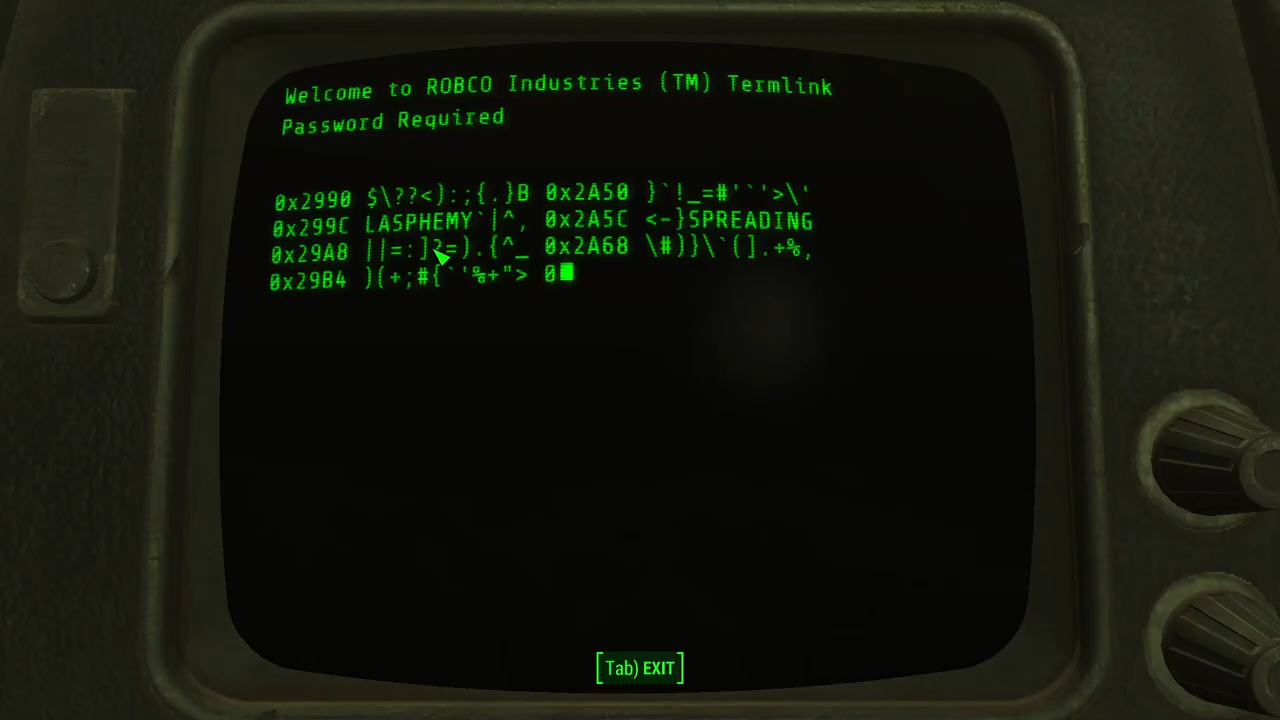 Welcome to ROBCO Industries (TM) Termlink
Password Required
0x2990 $\??<):;{.}B 0x2A50 }`!_=#'`'>\'
0x299C LASPHEMY`|^, 0x2A5C <-}SPREADING
0x29A8 ||=:]?=).{^_ 0x2A68 \#)}\`(].+%,
0x29B4 )(+;#{`'%+"> 0
[Tab) EXIT]